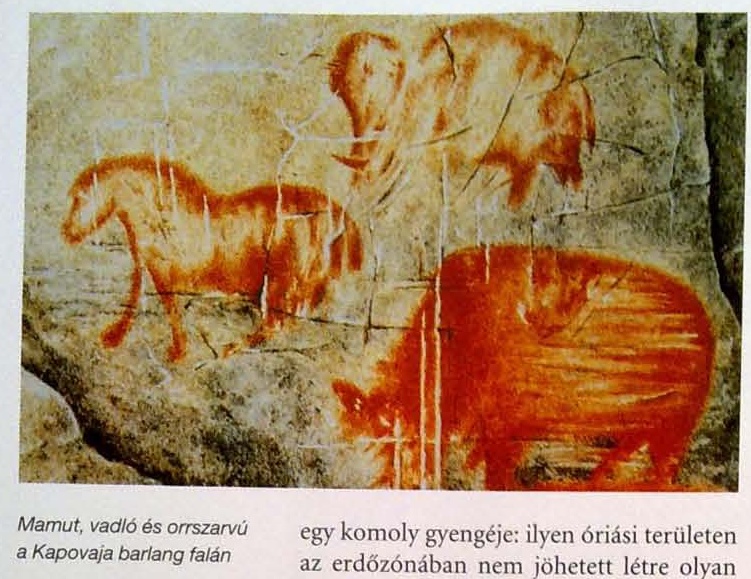 Mamut, vadló és orrszarvú
a Kapovaja barlang falán
egy komoly gyengéje: ilyen óriási területen
az erdőzónában nem jöhetett létre olyan